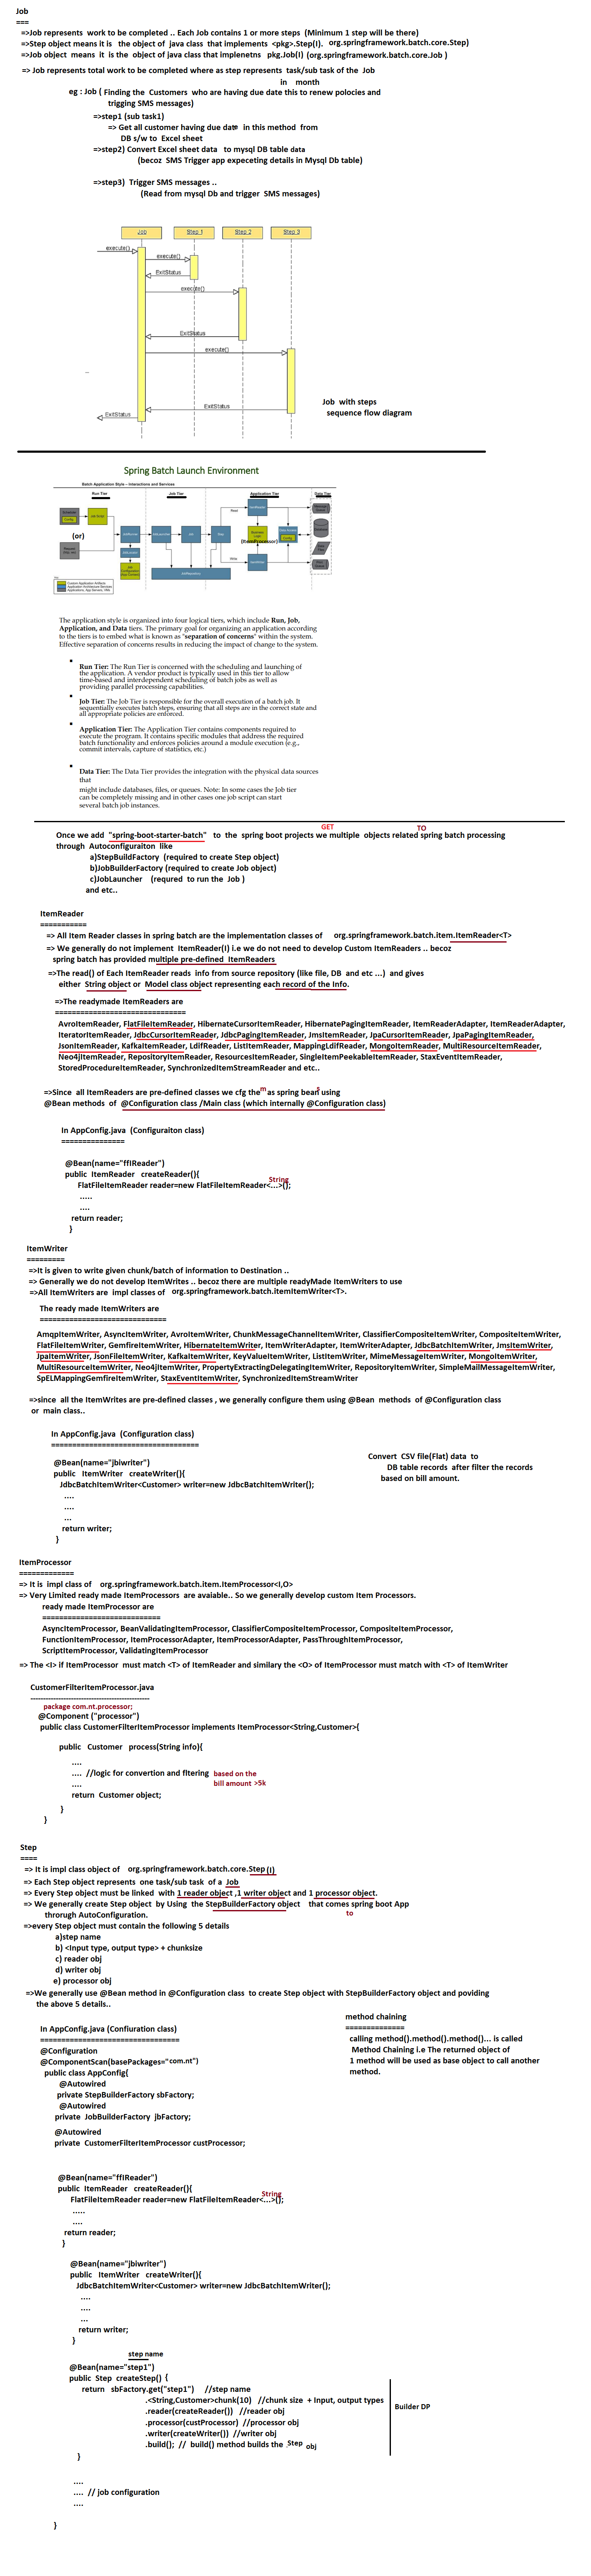 Job
===
=>Job represents  work to be completed .. Each Job contains 1 or more steps  (Minimum 1 step will be there)
=>Step object means it is  the object of  java class  that implements  <pkg>.Step(I).  org.springframework.batch.core.Step)
=>Job object  means  it  is the  object of java class that implenetns   pkg.Job(I) (org.springframework.batch.core.Job )
=> Job represents total work to be completed where as step represents  task/sub task of the  Job
in    month
eg : Job ( Finding the  Customers  who are having due date this to renew polocies and
trigging SMS messages)
=>step1 (sub task1)
=> Get all customer having due date  in this method  from
DB s/w to  Excel sheet
=>step2) Convert Excel sheet data   to mysql DB table data
(becoz  SMS Trigger app expeceting details in Mysql Db table)
=>step3)  Trigger SMS messages ..
(Read from mysql Db and trigger  SMS messages)
Job
Step 1
Step 2
Step 3
execute()
execute()
ExitStatus
execute()
ExitStatus
execute()
ExitStatus
ExitStatus
Job  with steps
sequence flow diagram
Spring Batch Launch Environment
Batch Application Style – Interactions and Services
Run Tier
Job Tier
Application Tier
Data Tier
(or)
(ItemProcessor)
The application style is organized into four logical tiers, which include Run, Job,
Application, and Data tiers. The primary goal for organizing an application according
to the tiers is to embed what is known as "separation of concerns" within the system.
Effective separation of concerns results in reducing the impact of change to the system.
Run Tier: The Run Tier is concerned with the scheduling and launching of
the application. A vendor product is typically used in this tier to allow
time-based and interdependent scheduling of batch jobs as well as
providing parallel processing capabilities.
Job Tier: The Job Tier is responsible for the overall execution of a batch job. It
sequentially executes batch steps, ensuring that all steps are in the correct state and
all appropriate policies are enforced.
Application Tier: The Application Tier contains components required to
execute the program. It contains specific modules that address the required
batch functionality and enforces policies around a module execution (e.g.,
commit intervals, capture of statistics, etc.)
Data Tier: The Data Tier provides the integration with the physical data sources
that
might include databases, files, or queues. Note: In some cases the Job tier
can be completely missing and in other cases one job script can start
several batch job instances.
GET
TO
Once we add  "spring-boot-starter-batch"   to  the  spring boot projects we multiple  objects related spring batch processing
through  Autoconfiguraiton  like
a)StepBuildFactory  (required to create Step object)
b)JobBuilderFactory (required to create Job object)
c)JobLauncher    (requred  to run the  Job )
and etc..
ItemReader
===========
=> All Item Reader classes in spring batch are the implementation classes of     org.springframework.batch.item.ItemReader<T>
=> We generally do not implement  ItemReader(I) i.e we do not need to develop Custom ItemReaders .. becoz
spring batch has provided multiple pre-defined  ItemReaders
=>The read() of Each ItemReader reads  info from source repository (like file, DB  and etc ...)  and gives
either  String object or  Model class object representing each record of the Info.
=>The readymade ItemReaders are
===============================
AvroItemReader, FlatFileItemReader, HibernateCursorItemReader, HibernatePagingItemReader, ItemReaderAdapter, ItemReaderAdapter,
IteratorItemReader, JdbcCursorItemReader, JdbcPagingItemReader, JmsItemReader, JpaCursorItemReader, JpaPagingItemReader,
JsonItemReader, KafkaItemReader, LdifReader, ListItemReader, MappingLdifReader, MongoItemReader, MultiResourceItemReader,
Neo4jItemReader, RepositoryItemReader, ResourcesItemReader, SingleItemPeekableItemReader, StaxEventItemReader,
StoredProcedureItemReader, SynchronizedItemStreamReader and etc..
m
s
=>Since  all ItemReaders are pre-defined classes we cfg the as spring bean using
@Bean methods  of  @Configuration class /Main class (which internally @Configuration class)
In AppConfig.java  (Configuraiton class)
===============
@Bean(name="ffIReader")
public  ItemReader   createReader(){
String
FlatFileItemReader reader=new FlatFileItemReader<...>();
.....
....
return reader;
}
ItemWriter
=========
=>It is given to write given chunk/batch of information to Destination ..
=> Generally we do not develop ItemWrites .. becoz there are multiple readyMade ItemWriters to use
=>All ItemWriters are  impl classes of   org.springframework.batch.itemItemWriter<T>.
The ready made ItemWriters are
==============================
AmqpItemWriter, AsyncItemWriter, AvroItemWriter, ChunkMessageChannelItemWriter, ClassifierCompositeItemWriter, CompositeItemWriter,
FlatFileItemWriter, GemfireItemWriter, HibernateItemWriter, ItemWriterAdapter, ItemWriterAdapter, JdbcBatchItemWriter, JmsItemWriter,
JpaItemWriter, JsonFileItemWriter, KafkaItemWriter, KeyValueItemWriter, ListItemWriter, MimeMessageItemWriter, MongoItemWriter,
MultiResourceItemWriter, Neo4jItemWriter, PropertyExtractingDelegatingItemWriter, RepositoryItemWriter, SimpleMailMessageItemWriter,
SpELMappingGemfireItemWriter, StaxEventItemWriter, SynchronizedItemStreamWriter
=>since  all the ItemWrites are pre-defined classes , we generally configure them using @Bean  methods  of @Configuration class
or  main class..
In AppConfig.java  (Configuration class)
===================================
@Bean(name="jbiwriter")
public   ItemWriter   createWriter(){
JdbcBatchItemWriter<Customer> writer=new JdbcBatchItemWriter();
....
....
...
return writer;
}
Convert  CSV file(Flat) data  to
DB table records  after filter the records
based on bill amount.
ItemProcessor
=============
=> It is  impl class of    org.springframework.batch.item.ItemProcessor<I,O>
=> Very Limited ready made ItemProcessors  are avaiable.. So we generally develop custom Item Processors.
ready made ItemProcessor are
============================
AsyncItemProcessor, BeanValidatingItemProcessor, ClassifierCompositeItemProcessor, CompositeItemProcessor,
FunctionItemProcessor, ItemProcessorAdapter, ItemProcessorAdapter, PassThroughItemProcessor,
ScriptItemProcessor, ValidatingItemProcessor
=> The <I> if ItemProcessor  must match <T> of ItemReader and similary the <O> of ItemProcessor must match with <T> of ItemWriter
CustomerFilterItemProcessor.java
----------------------------------------------
package com.nt.processor;
@Component ("processor")
public class CustomerFilterItemProcessor implements ItemProcessor<String,Customer>{
public   Customer   process(String info){
....
....  //logic for convertion and fltering  based on the
....  bill amount >5k
return  Customer object;
}
}
Step
====
=> It is impl class object of    org.springframework.batch.core.Step(I)
=> Each Step object represents  one task/sub task  of a  Job
=> Every Step object must be linked  with 1 reader object ,1 writer object and 1 processor object.
=> We generally create Step object  by Using  the StepBuilderFactory object    that comes spring boot App
to
throrugh AutoConfiguration.
=>every Step object must contain the following 5 details
a)step name
b) <Input type, output type> + chunksize
c) reader obj
d) writer obj
e) processor obj
=>We generally use @Bean method in @Configuration class  to create Step object with StepBuilderFactory object and poviding
the above 5 details..
method chaining
==============
calling method().method().method()... is called
Method Chaining i.e The returned object of
1 method will be used as base object to call another
method.
In AppConfig.java (Confiuration class)
=================================
@Configuration
@ComponentScan(basePackages="com.nt")
public class AppConfig{
@Autowired
private StepBuilderFactory sbFactory;
@Autowired
private  JobBuilderFactory  jbFactory;
@Autowired
private  CustomerFilterItemProcessor custProcessor;
@Bean(name="ffIReader")
public  ItemReader   createReader(){
String
FlatFileItemReader reader=new FlatFileItemReader<...>();
.....
....
return reader;
}
@Bean(name="jbiwriter")
public   ItemWriter  createWriter(){
JdbcBatchItemWriter<Customer> writer=new JdbcBatchItemWriter();
....
....
...
return writer;
}
step name
@Bean(name="step1")
public  Step  createStep() {
return   sbFactory.get("step1")     //step name
.<String,Customer>chunk(10)   //chunk size  + Input, output types
.reader(createReader())   //reader obj
.processor(custProcessor)  //processor obj
.writer(createWriter())  //writer obj
.build();  //  build() method builds the  Step  obj
}
Builder DP
....
....  // job configuration
....
}